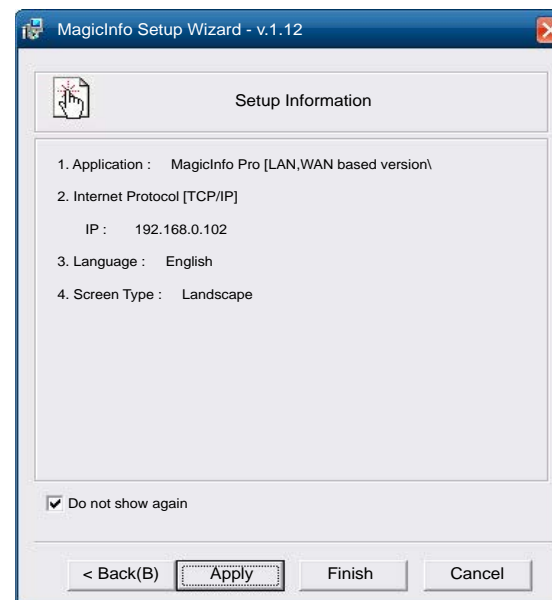 MagicInfo Setup Wizard - v.1.12
Setup Information
1. Application : MagicInfo Pro [LAN,WAN based version\
2. Internet Protocol [TCP/IP]
IP : 192.168.0.102
3. Language : English
4. Screen Type : Landscape
Do not show again
< Back(B) Apply Finish Cancel